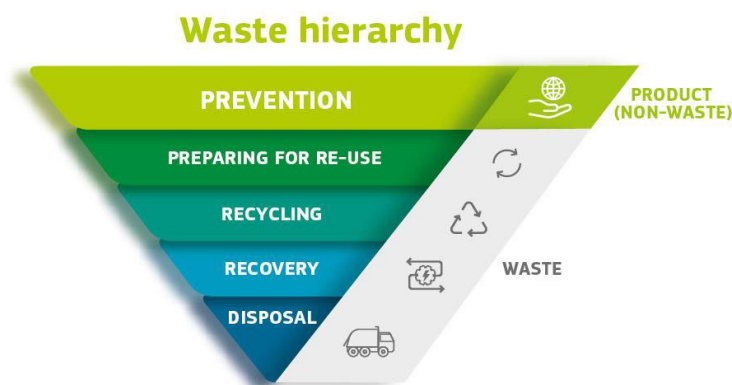 Waste hierarchy
PREVENTION
PRODUCT
(NON-WASTE)
PREPARING FOR RE-USE
RECYCLING
RECOVERY
WASTE
DISPOSAL